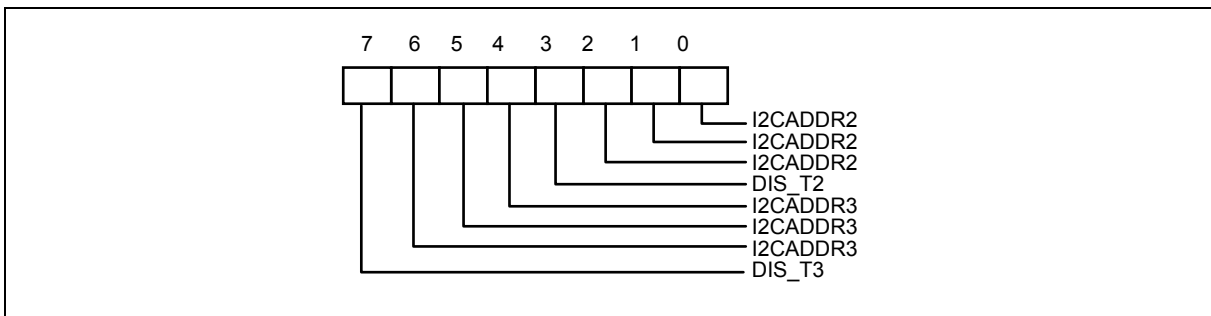 7 6 5 4 3 2 1 0
I2CADDR2
I2CADDR2
I2CADDR2
DIS_T2
I2CADDR3
I2CADDR3
I2CADDR3
DIS_T3